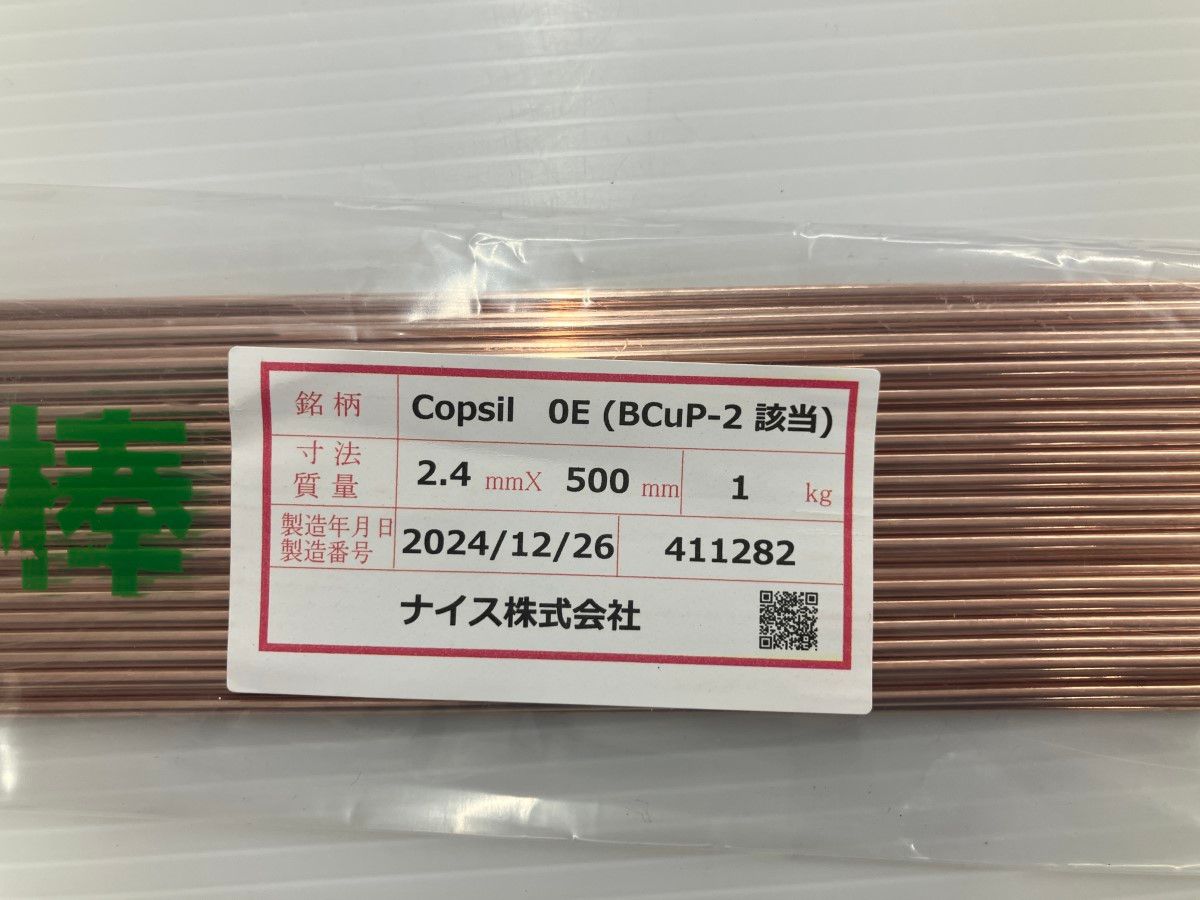 棒
銘柄 Copsil 0E (BCuP-2 該当)
寸法
質量 2.4 mmX 500 mm 1 kg
製造年月日
製造番号 2024/12/26 411282
ナイス株式会社